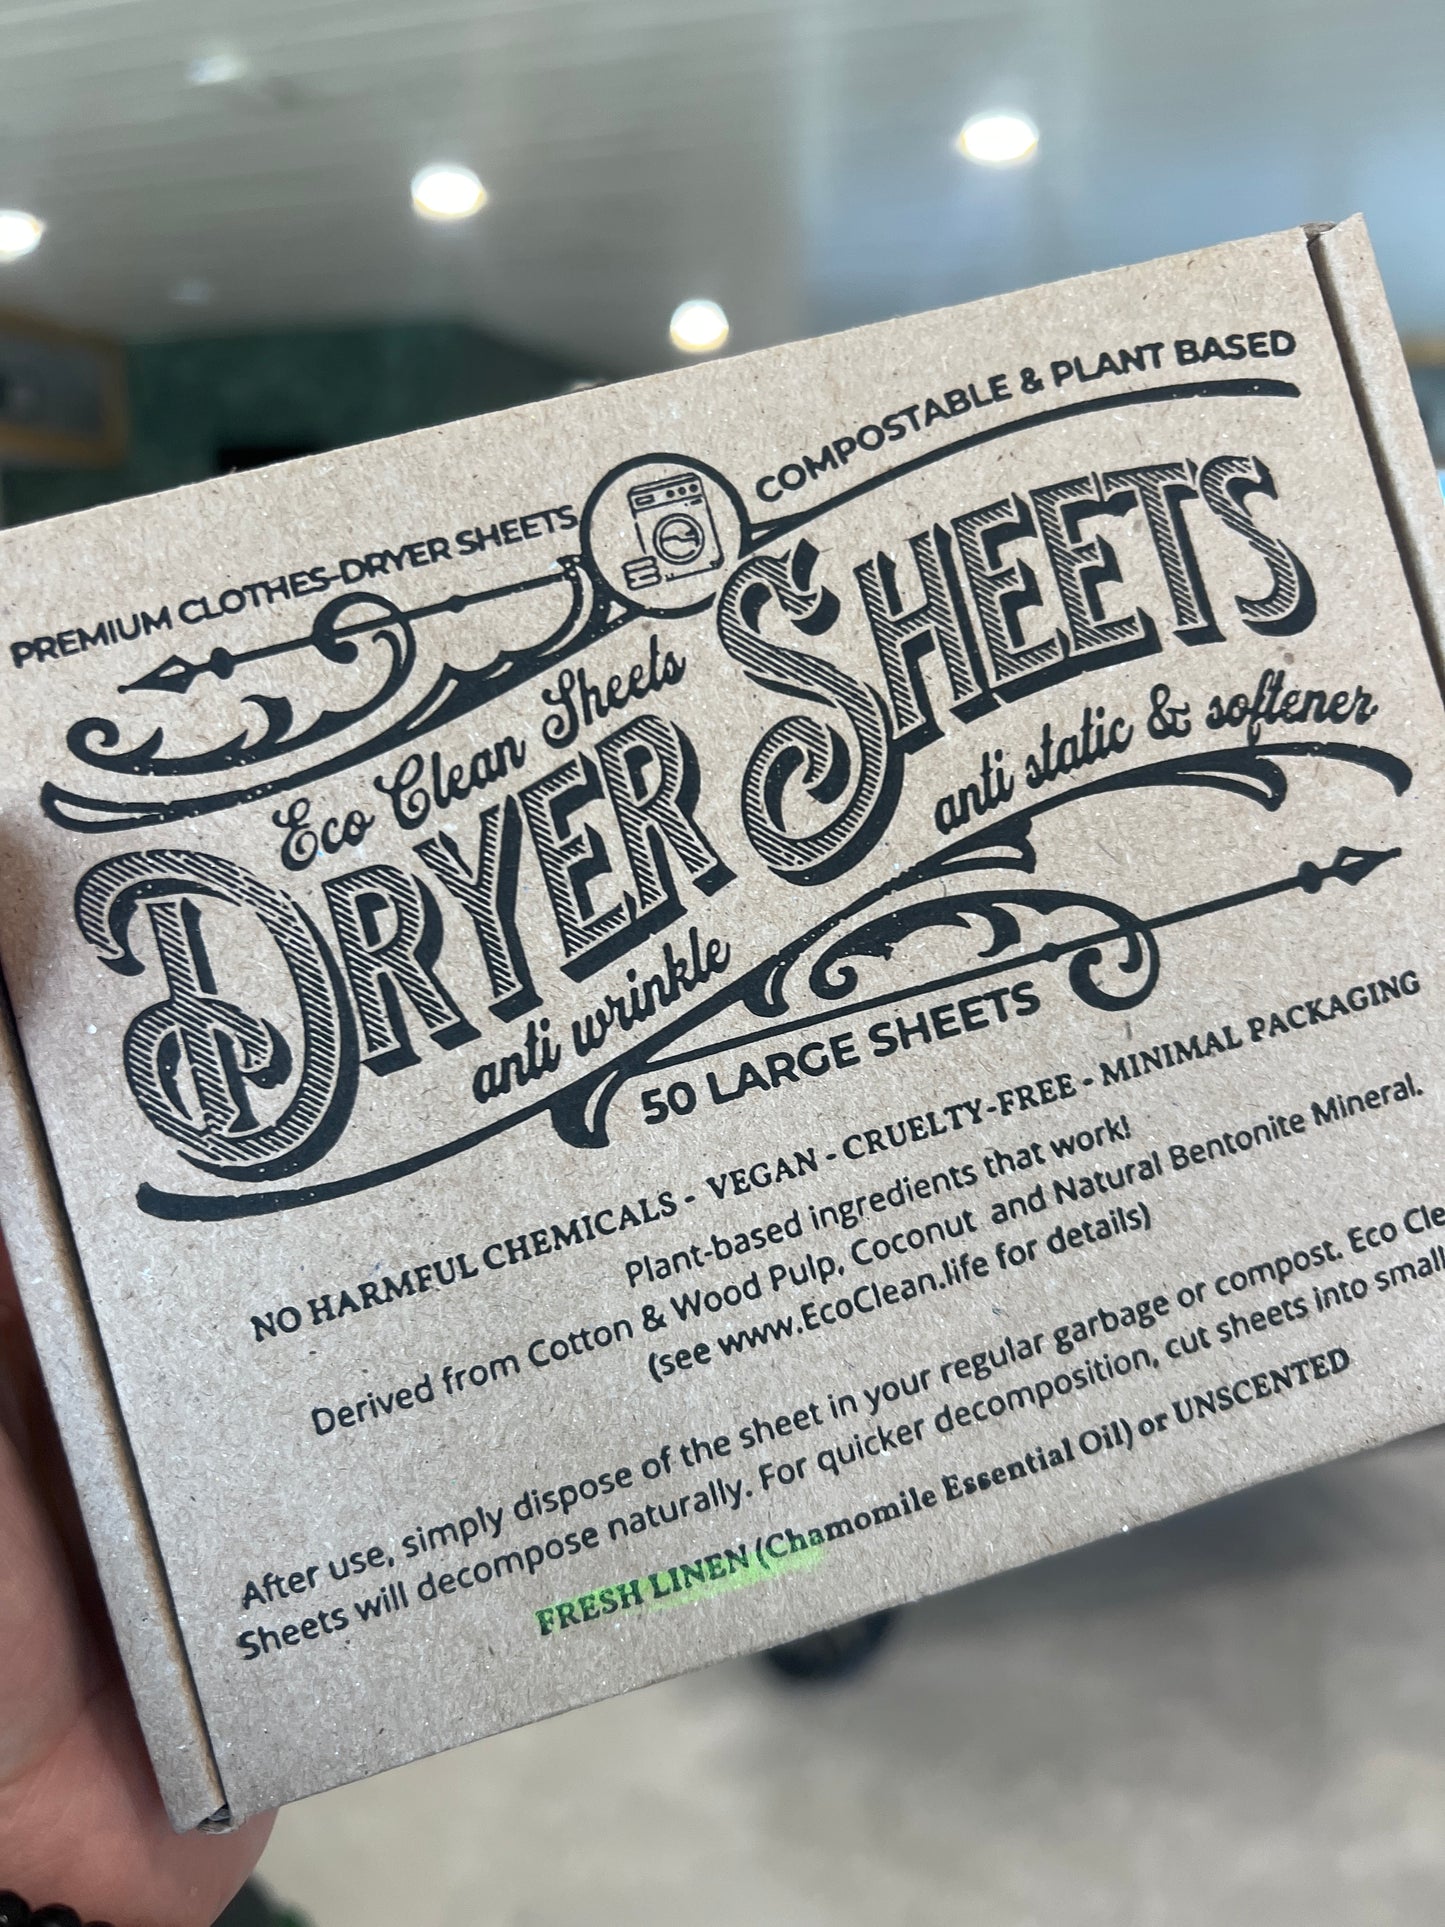 PREMIUM CLOTHES-DRYER SHEETS
COMPOSTABLE & PLANT BASED
Eco Clean Sheets
DRYER SHEETS
anti wrinkle
anti static & softener
50 LARGE SHEETS
NO HARMFUL CHEMICALS - VEGAN - CRUELTY-FREE - MINIMAL PACKAGING
Plant-based ingredients that work!
Derived from Cotton & Wood Pulp, Coconut and Natural Bentonite Mineral.
(see www.EcoClean.life for details)
After use, simply dispose of the sheet in your regular garbage or compost. Eco Cle
Sheets will decompose naturally. For quicker decomposition, cut sheets into small
FRESH LINEN (Chamomile Essential Oil) or UNSCENTED